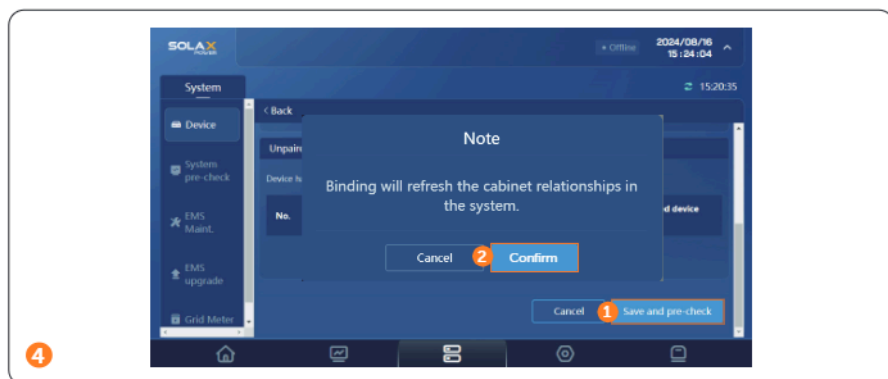 SOLAX
POWER
Offline
2024/08/16
15:24:04
System
15:20:35
< Back
Device
Note
System
pre-check
Binding will refresh the cabinet relationships in
the system.
No.
d device
EMS
Maint.
Cancel
2
Confirm
EMS
upgrade
Cancel
1
Save and pre-check
Grid Meter
4